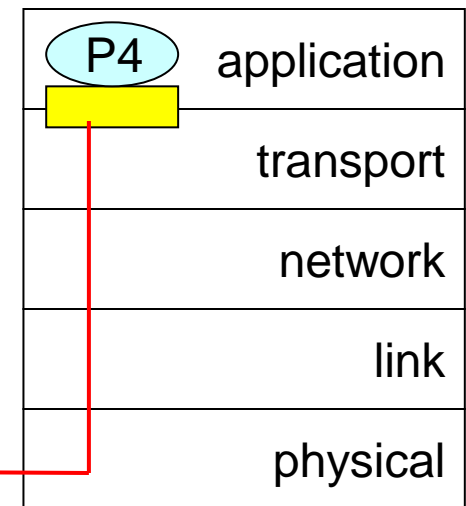 P4 application
transport
network
link
physical